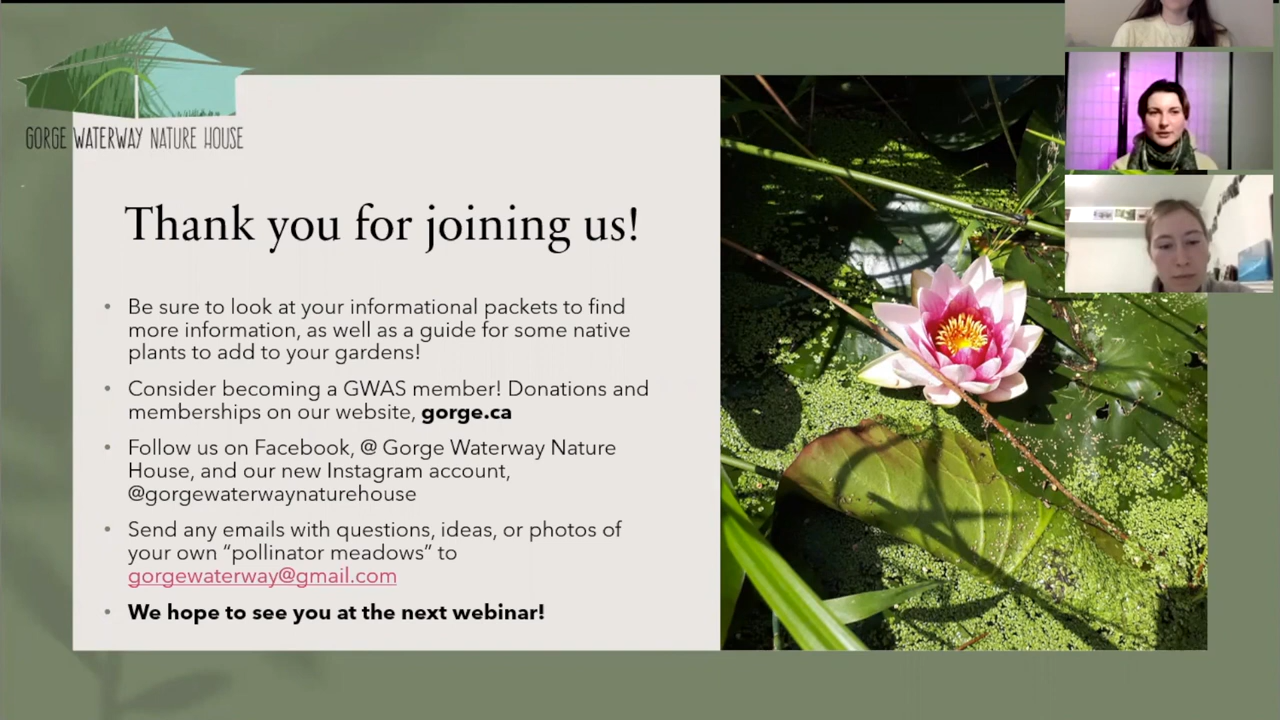 GORGE WATERWAY NATURE HOUSE
Thank you for joining us!
• Be sure to look at your informational packets to find
more information, as well as a guide for some native
plants to add to your gardens!
• Consider becoming a GWAS member! Donations and
memberships on our website, gorge.ca
• Follow us on Facebook, @ Gorge Waterway Nature
House, and our new Instagram account,
@gorgewaterwaynaturehouse
• Send any emails with questions, ideas, or photos of
your own “pollinator meadows” to
gorgewaterway@gmail.com
• We hope to see you at the next webinar!